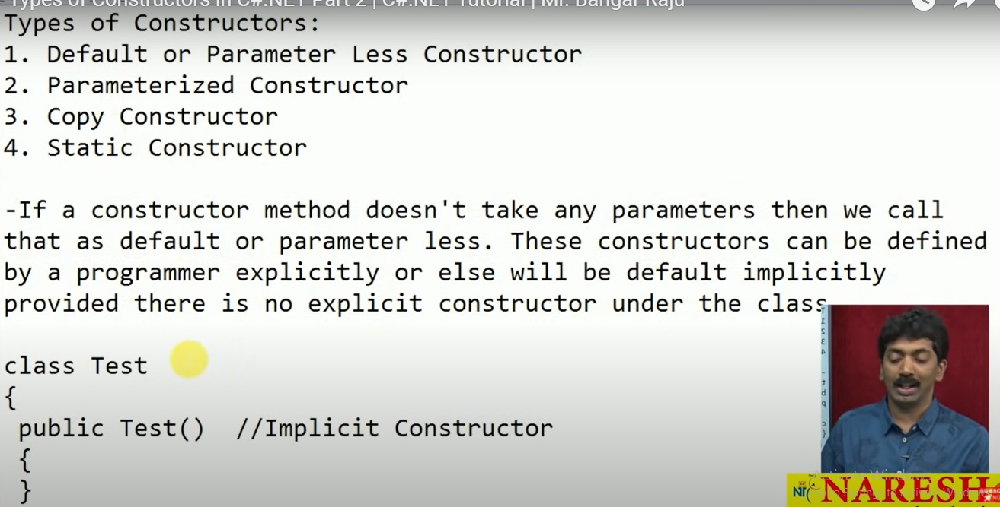 Types of Constructors in C#.NET Part 2 | C#.NET Tutorial | Mr. Bangar Raju
Types of Constructors:
1. Default or Parameter Less Constructor
2. Parameterized Constructor
3. Copy Constructor
4. Static Constructor
-If a constructor method doesn't take any parameters then we call
that as default or parameter less. These constructors can be defined
by a programmer explicitly or else will be default implicitly
provided there is no explicit constructor under the class
class Test
{
public Test() //Implicit Constructor
{
}
NARESH